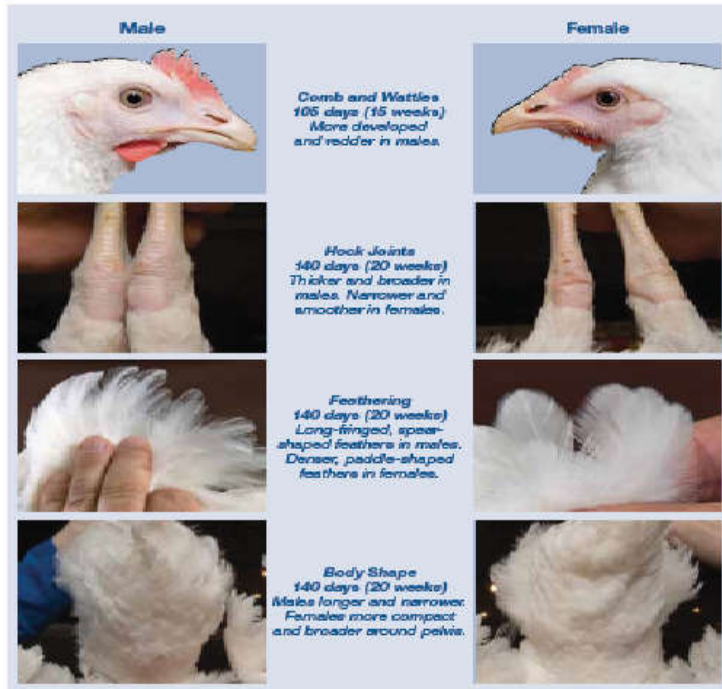 Male
Female
Comb and Wattles
105 days (15 weeks)
More developed
and redder in males.
Hock Joints
140 days (20 weeks)
Thicker and broader in
males. Narrower and
smoother in females.
Feathering
140 days (20 weeks)
Long-fringed, spear-
shaped feathers in males.
Denser, paddle-shaped
feathers in females.
Body Shape
140 days (20 weeks)
Males longer and narrower.
Females more compact
and broader around pelvis.